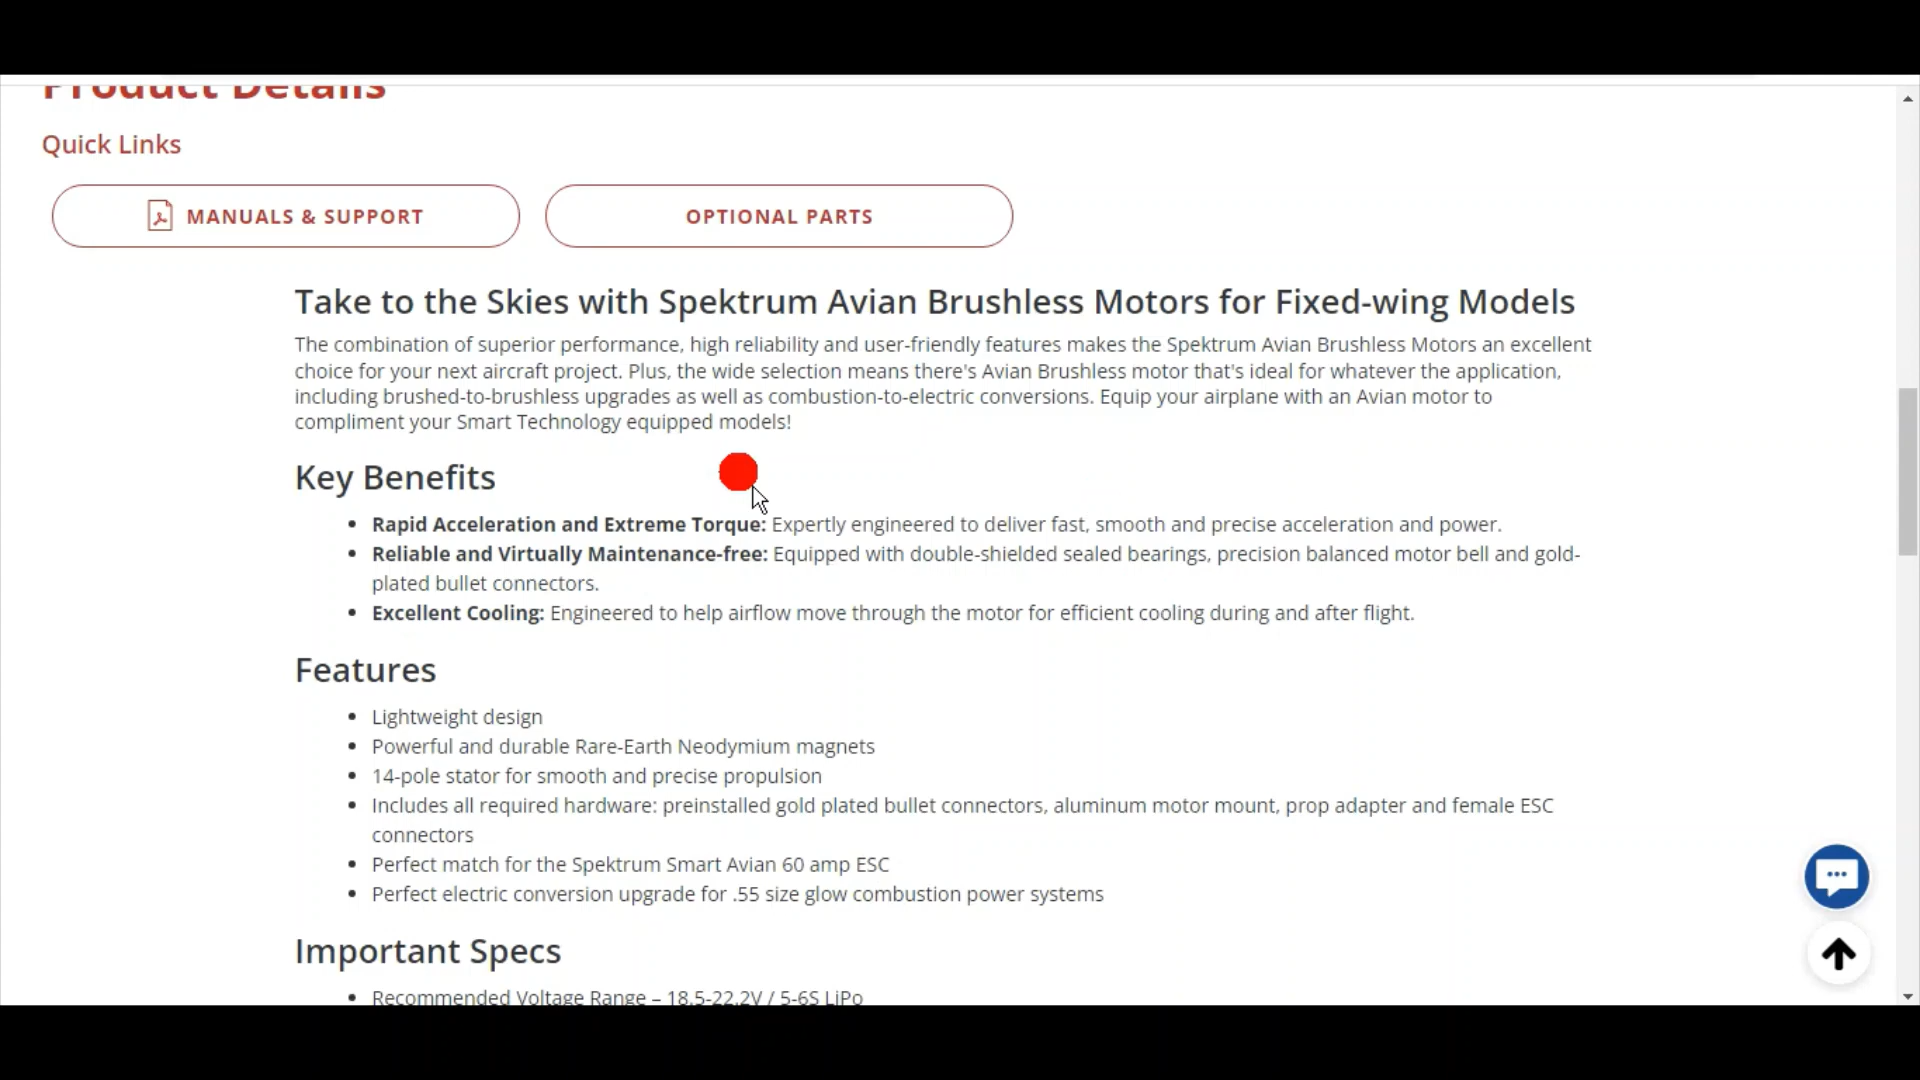 Product Details
Quick Links
MANUALS & SUPPORT
OPTIONAL PARTS
Take to the Skies with Spektrum Avian Brushless Motors for Fixed-wing Models
The combination of superior performance, high reliability and user-friendly features makes the Spektrum Avian Brushless Motors an excellent
choice for your next aircraft project. Plus, the wide selection means there's Avian Brushless motor that's ideal for whatever the application,
including brushed-to-brushless upgrades as well as combustion-to-electric conversions. Equip your airplane with an Avian motor to
compliment your Smart Technology equipped models!
Key Benefits
• Rapid Acceleration and Extreme Torque: Expertly engineered to deliver fast, smooth and precise acceleration and power.
• Reliable and Virtually Maintenance-free: Equipped with double-shielded sealed bearings, precision balanced motor bell and gold-
plated bullet connectors.
• Excellent Cooling: Engineered to help airflow move through the motor for efficient cooling during and after flight.
Features
• Lightweight design
• Powerful and durable Rare-Earth Neodymium magnets
• 14-pole stator for smooth and precise propulsion
• Includes all required hardware: preinstalled gold plated bullet connectors, aluminum motor mount, prop adapter and female ESC
connectors
• Perfect match for the Spektrum Smart Avian 60 amp ESC
• Perfect electric conversion upgrade for .55 size glow combustion power systems
Important Specs
• Recommended Voltage Range – 18.5-22.2V / 5-6S LiPo